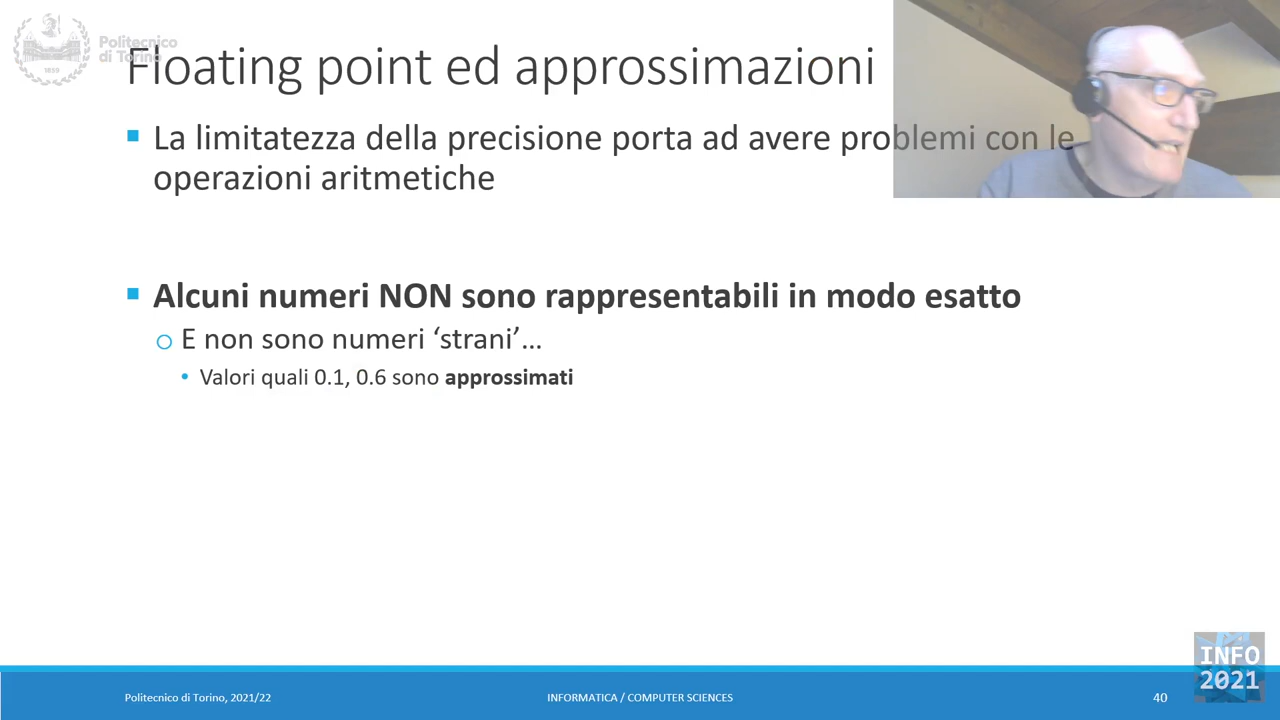 Politecnico
di Torino
1859
Floating point ed approssimazioni
La limitatezza della precisione porta ad avere problemi con le
operazioni aritmetiche
Alcuni numeri NON sono rappresentabili in modo esatto
E non sono numeri ‘strani’…
Valori quali 0.1, 0.6 sono approssimati
Politecnico di Torino, 2021/22
INFORMATICA / COMPUTER SCIENCES
40
INFO
2021